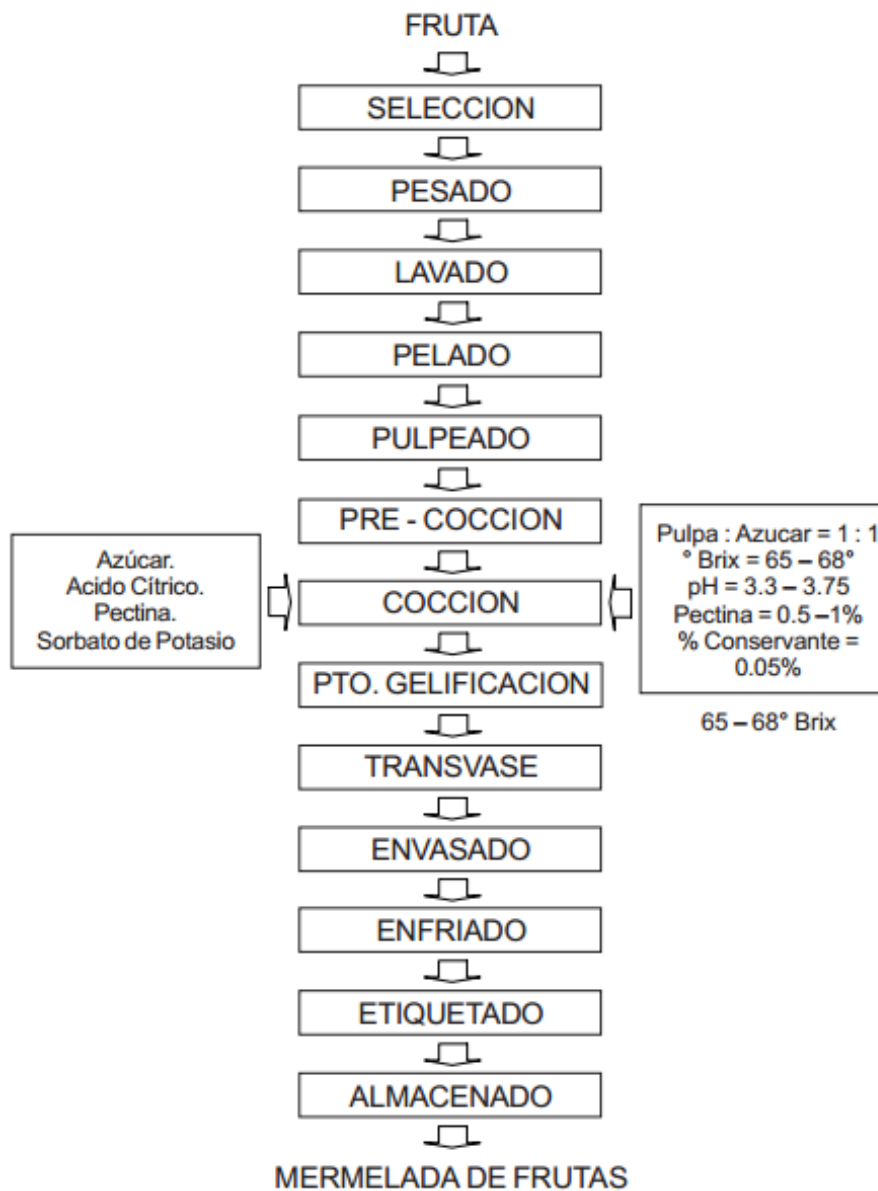 FRUTA
SELECCION
PESADO
LAVADO
PELADO
PULPEADO
PRE - COCCION
Azúcar.
Acido Cítrico.
Pectina.
Sorbato de Potasio
COCCION
Pulpa : Azucar = 1 : 1
° Brix = 65 – 68°
pH = 3.3 – 3.75
Pectina = 0.5 –1%
% Conservante =
0.05%
PTO. GELIFICACION
65 – 68° Brix
TRANSVASE
ENVASADO
ENFRIADO
ETIQUETADO
ALMACENADO
MERMELADA DE FRUTAS